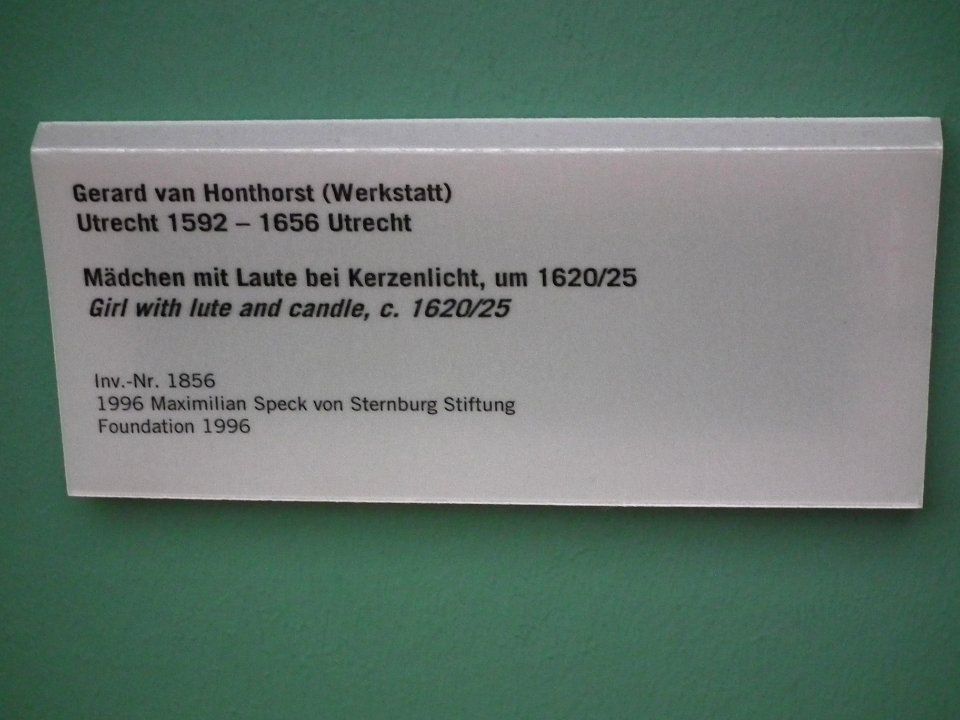 Gerard van Honthorst (Werkstatt)
Utrecht 1592 – 1656 Utrecht
Mädchen mit Laute bei Kerzenlicht, um 1620/25
Girl with lute and candle, c. 1620/25
Inv.-Nr. 1856
1996 Maximilian Speck von Sternburg Stiftung
Foundation 1996